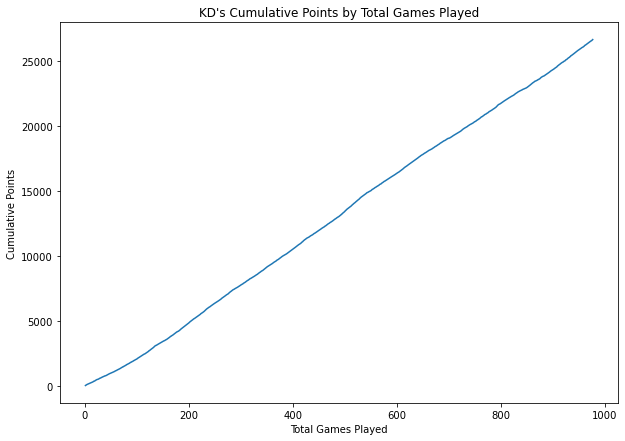 KD's Cumulative Points by Total Games Played
Cumulative Points
25000
20000
15000
10000
5000
0
0 200 400 600 800 1000
Total Games Played